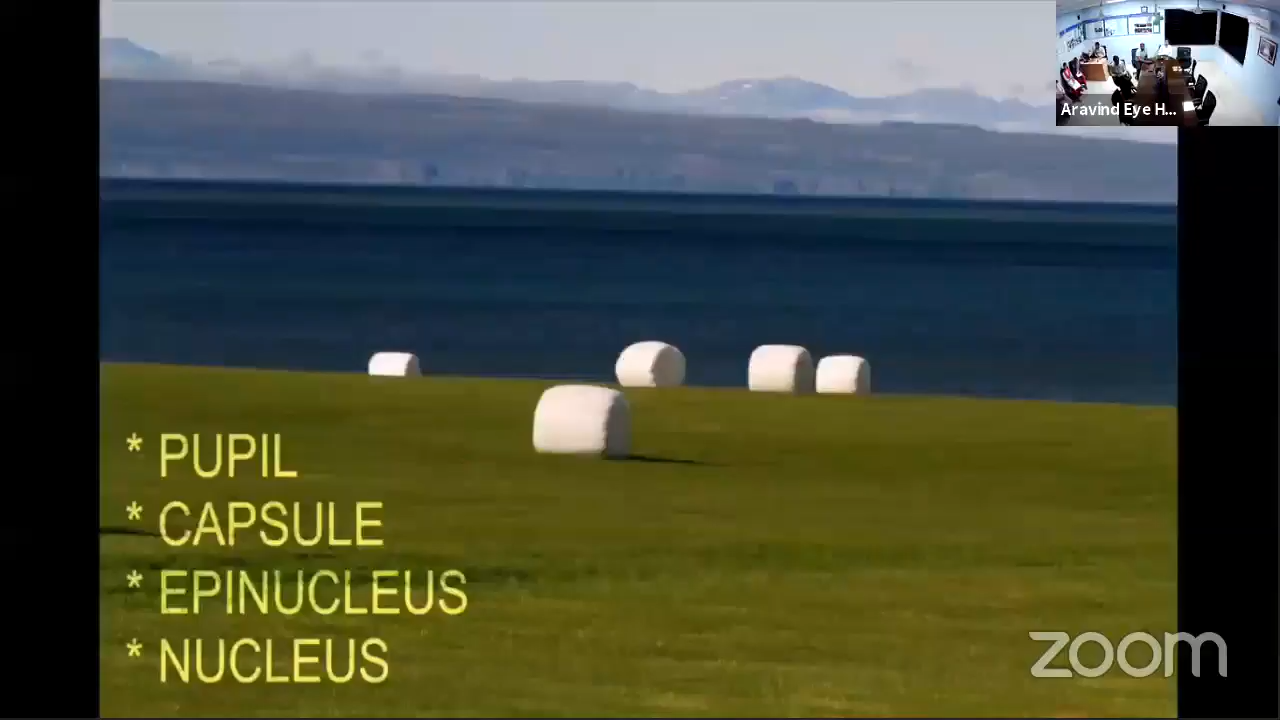 Aravind Eye H...
* PUPIL
* CAPSULE
* EPINUCLEUS
* NUCLEUS
zoom